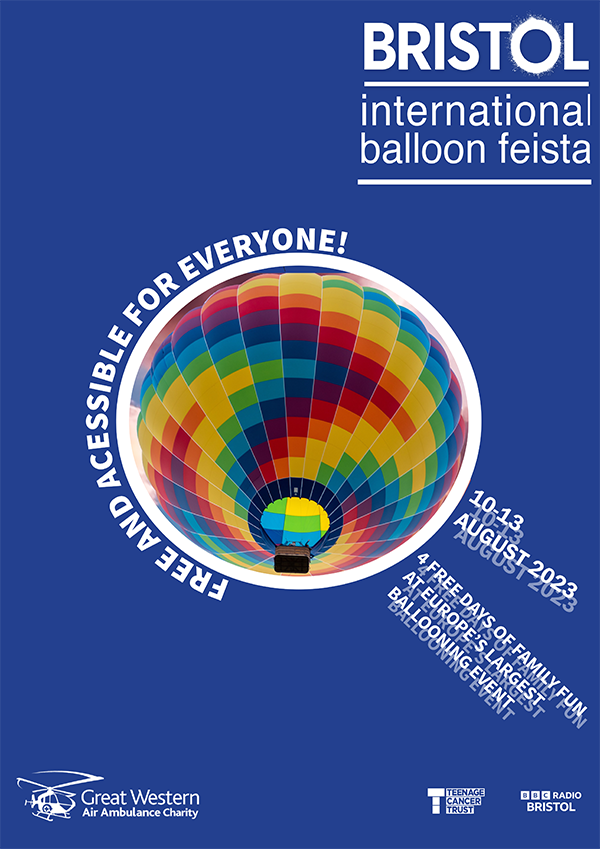 BRISTOL
international
balloon feista
FREE AND ACESSIBLE FOR EVERYONE!
10-13
AUGUST 2023
4 FREE DAYS OF FAMILY FUN
AT EUROPE'S LARGEST
BALLOONING EVENT
Great Western
Air Ambulance Charity
TEENAGE
CANCER
TRUST
BBC RADIO
BRISTOL